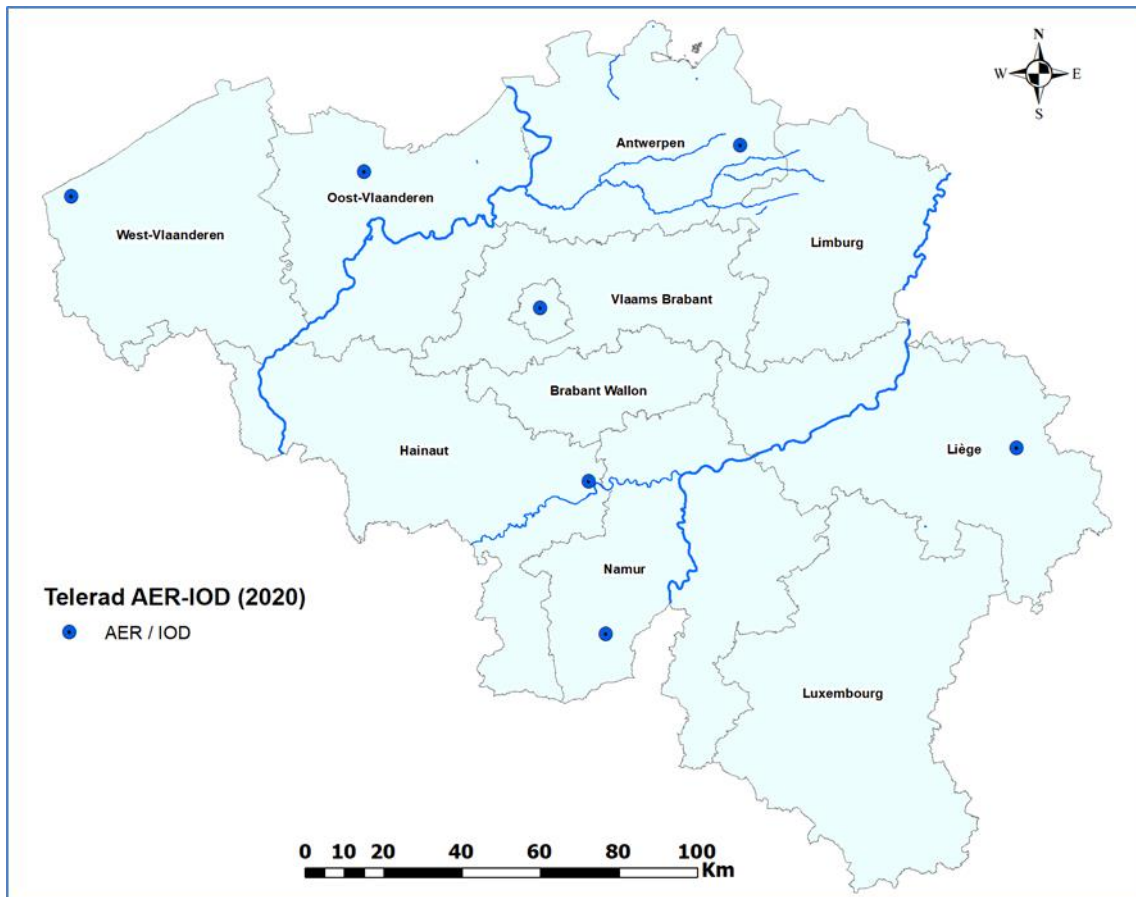 N
W E
S
Antwerpen
Oost-Vlaanderen
West-Vlaanderen
Limburg
Vlaams Brabant
Brabant Wallon
Hainaut
Liège
Namur
Telerad AER-IOD (2020)
AER / IOD
Luxembourg
0 10 20 40 60 80 100
Km